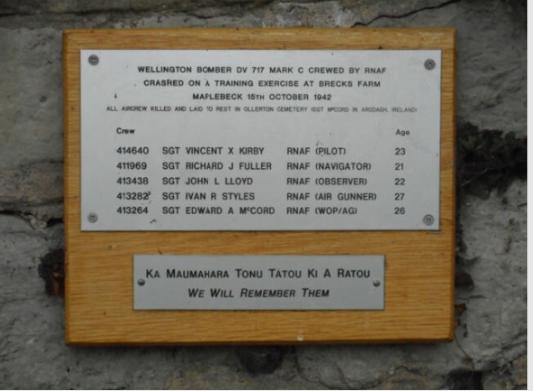 WELLINGTON BOMBER DV 717 MARK C CREWED BY RNAF
CRASHED ON A TRAINING EXERCISE AT BRECKS FARM
MAPLEBECK 15TH OCTOBER 1942
ALL AIRCREW KILLED AND LAID TO REST IN OLLERTON CEMETERY (SGT McCORD IN ARDDAGH, IRELAND)
Crew Age
414640 SGT VINCENT X KIRBY RNAF (PILOT) 23
411969 SGT RICHARD J FULLER RNAF (NAVIGATOR) 21
413438 SGT JOHN L LLOYD RNAF (OBSERVER) 22
413282 SGT IVAN R STYLES RNAF (AIR GUNNER) 27
413264 SGT EDWARD A McCORD RNAF (WOP/AG) 26
KA MAUMAHARA TONU TATOU KI A RATOU
WE WILL REMEMBER THEM